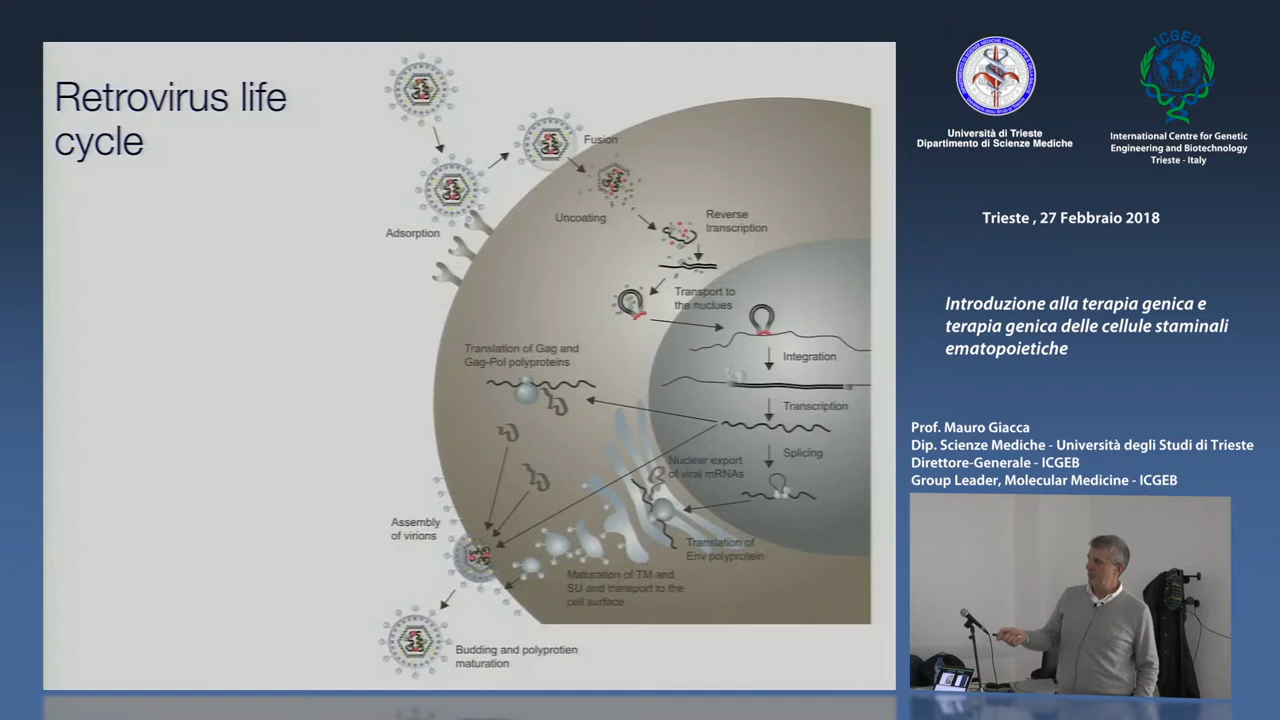 Retrovirus life
cycle
Fusion
Uncoating
Adsorption
Reverse
transcription
Transport to
the nuclues
Integration
Transcription
Splicing
Translation of Gag and
Gag-Pol polyproteins
Nuclear export
of viral mRNAs
Translation of
Env polyprotein
Assembly
of virions
Maturation of TM and
SU and transport to the
cell surface
Budding and polyprotien
maturation
Università di Trieste
Dipartimento di Scienze Mediche
ICGEB
International Centre for Genetic
Engineering and Biotechnology
Trieste - Italy
Trieste , 27 Febbraio 2018
Introduzione alla terapia genica e
terapia genica delle cellule staminali
ematopoietiche
Prof. Mauro Giacca
Dip. Scienze Mediche - Università degli Studi di Trieste
Direttore-Generale - ICGEB
Group Leader, Molecular Medicine - ICGEB